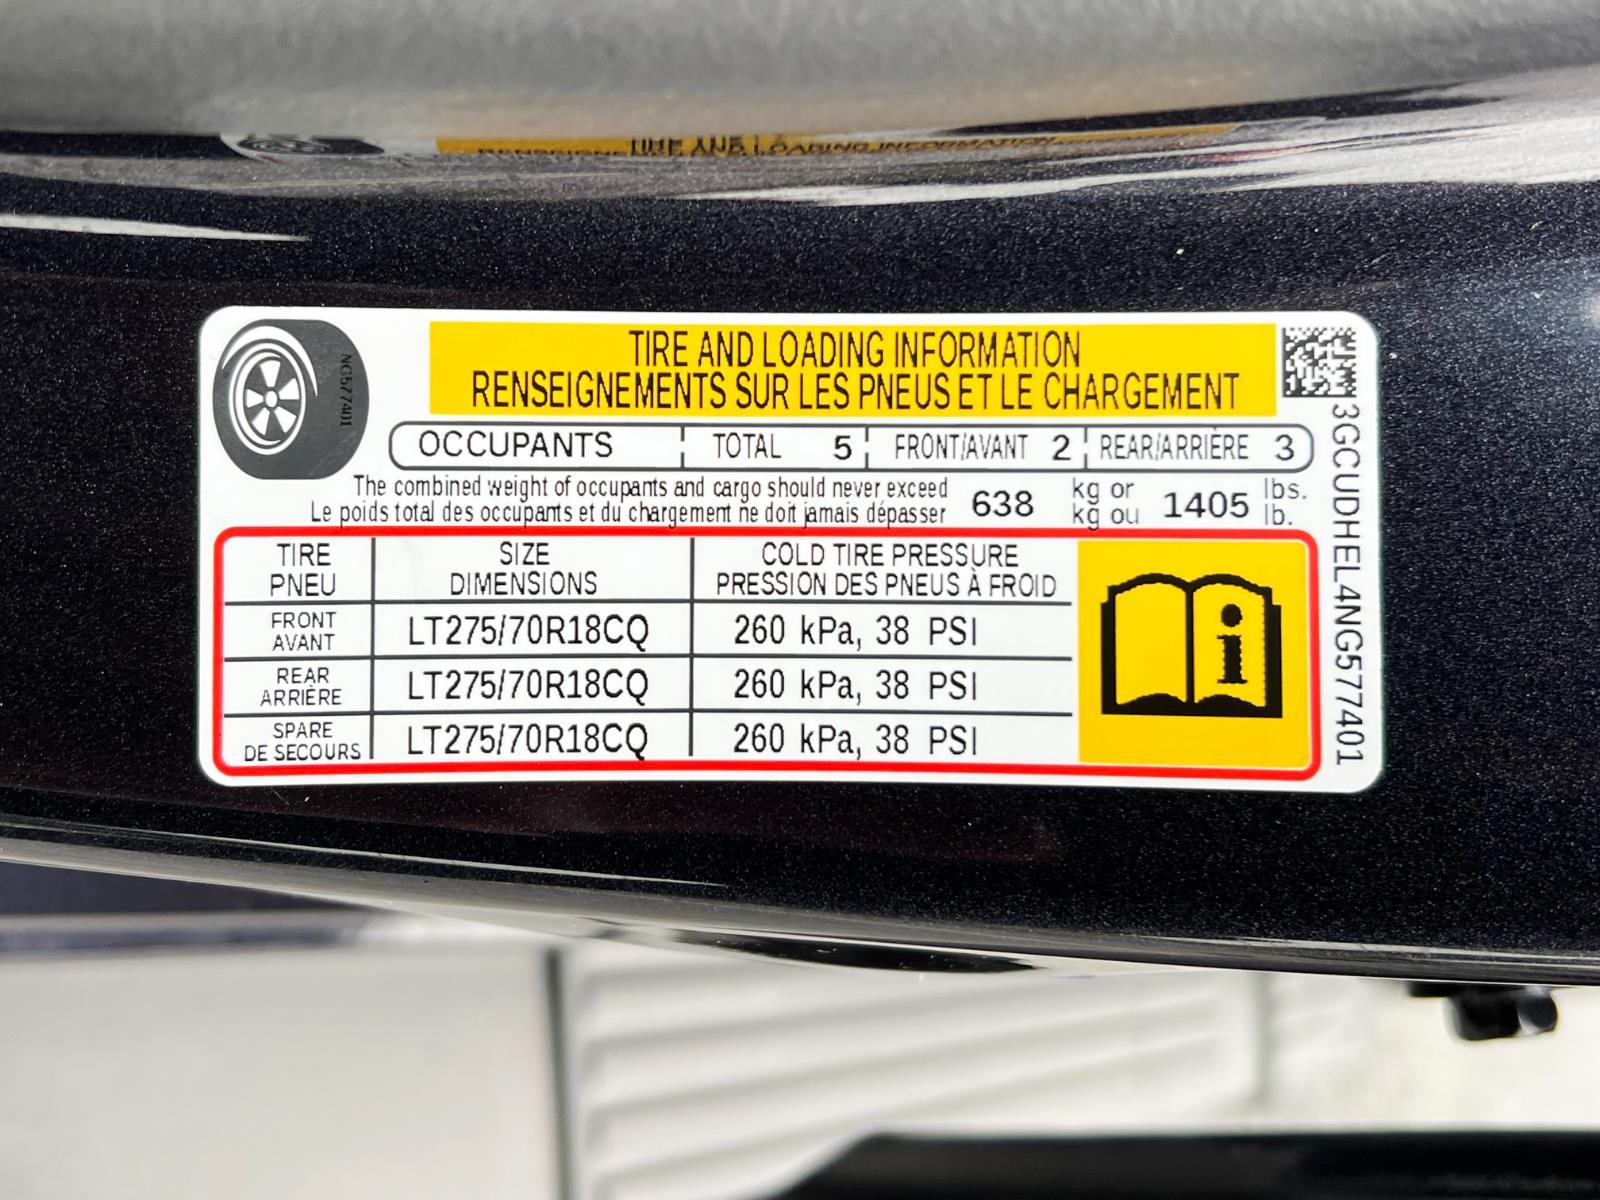 TIRE AND LOADING INFORMATION
RENSEIGNEMENTS SUR LES PNEUS ET LE CHARGEMENT
NG577401
OCCUPANTS TOTAL 5 FRONT/AVANT 2 REAR/ARRIÈRE 3
The combined weight of occupants and cargo should never exceed 638 kg or 1405 lbs.
Le poids total des occupants et du chargement ne doit jamais dépasser kg ou lb.
TIRE SIZE COLD TIRE PRESSURE
PNEU DIMENSIONS PRESSION DES PNEUS À FROID
FRONT
AVANT
LT275/70R18CQ 260 kPa, 38 PSI
REAR
ARRIÈRE
LT275/70R18CQ 260 kPa, 38 PSI
SPARE
DE SECOURS
LT275/70R18CQ 260 kPa, 38 PSI
i
3GCUDHEL4NG577401